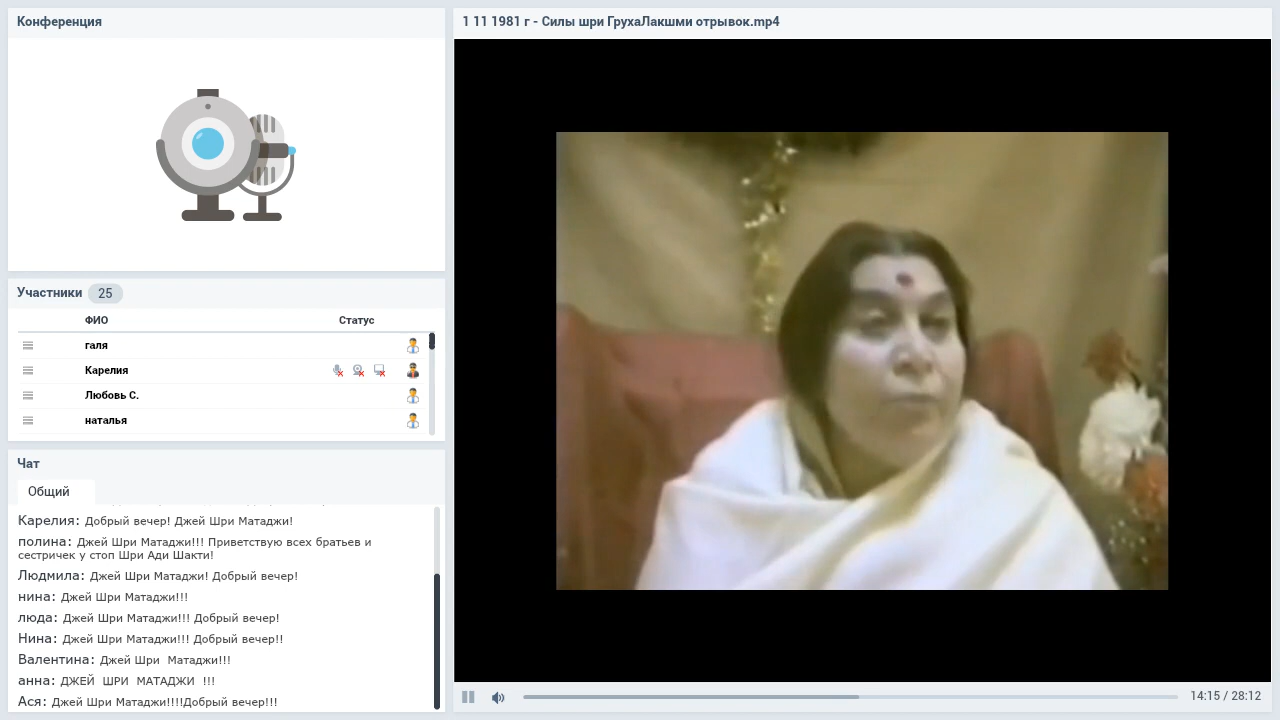 Конференция
1 11 1981 г - Силы шри ГрухаЛакшми отрывок.mp4
Участники 25
ФИО Статус
галя
Карелия
Любовь С.
наталья
Чат
Общий
Карелия: Добрый вечер! Джей Шри Матаджи!
полина: Джей Шри Матаджи!!! Приветствую всех братьев и
сестричек у стоп Шри Ади Шакти!
Людмила: Джей Шри Матаджи! Добрый вечер!
нина: Джей Шри Матаджи!!!
люда: Джей Шри Матаджи!!! Добрый вечер!
Нина: Джей Шри Матаджи!!! Добрый вечер!!
Валентина: Джей Шри Матаджи!!!
анна: ДЖЕЙ ШРИ МАТАДЖИ !!!
Ася: Джей Шри Матаджи!!!!Добрый вечер!!!
14:15 / 28:12